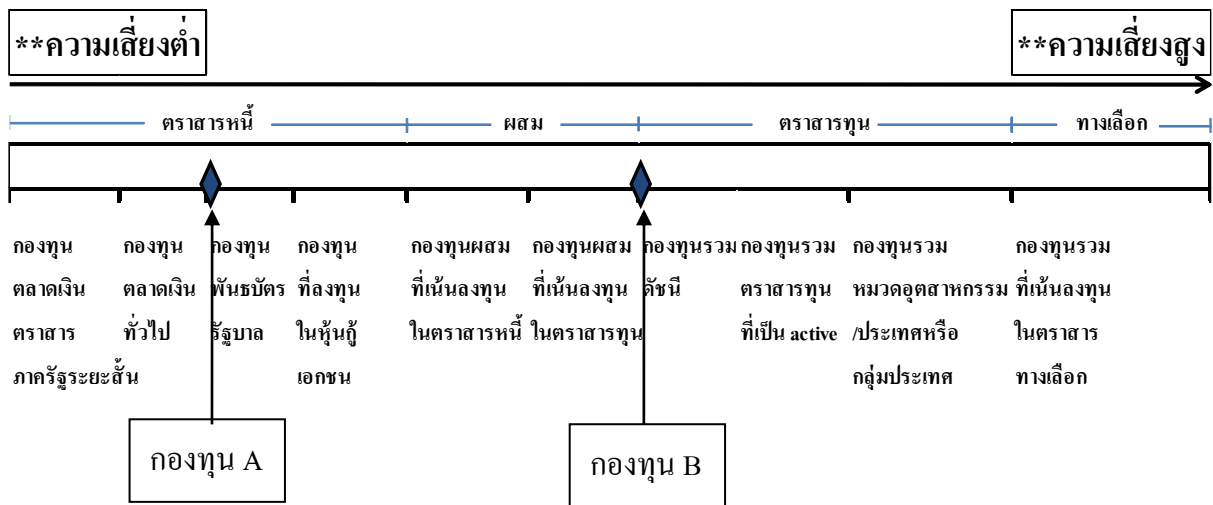 **ความเสี่ยงต่ำ
**ความเสี่ยงสูง
ตราสารหนี้
ผสม
ตราสารทุน
ทางเลือก
กองทุน
ตลาดเงิน
ตราสาร
ภาครัฐระยะสั้น
กองทุน
ตลาดเงิน
ทั่วไป
กองทุน
พันธบัตร
รัฐบาล
กองทุน
ที่ลงทุน
ในหุ้นกู้
เอกชน
กองทุนผสม
ที่เน้นลงทุน
ในตราสารหนี้
กองทุนผสม
ที่เน้นลงทุน
ในตราสารทุน
กองทุนรวม
ดัชนี
กองทุนรวม
ตราสารทุน
ที่เป็น active
กองทุนรวม
หมวดอุตสาหกรรม
/ประเทศหรือ
กลุ่มประเทศ
กองทุนรวม
ที่เน้นลงทุน
ในตราสาร
ทางเลือก
กองทุน A
กองทุน B